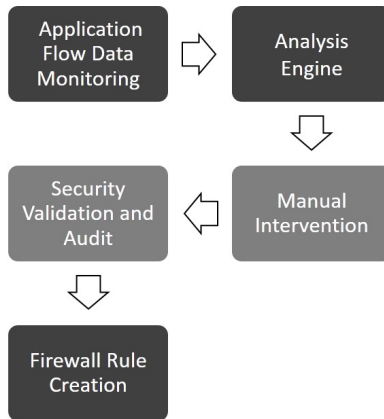 Application
Flow Data
Monitoring
Analysis
Engine
Manual
Intervention
Security
Validation and
Audit
Firewall Rule
Creation